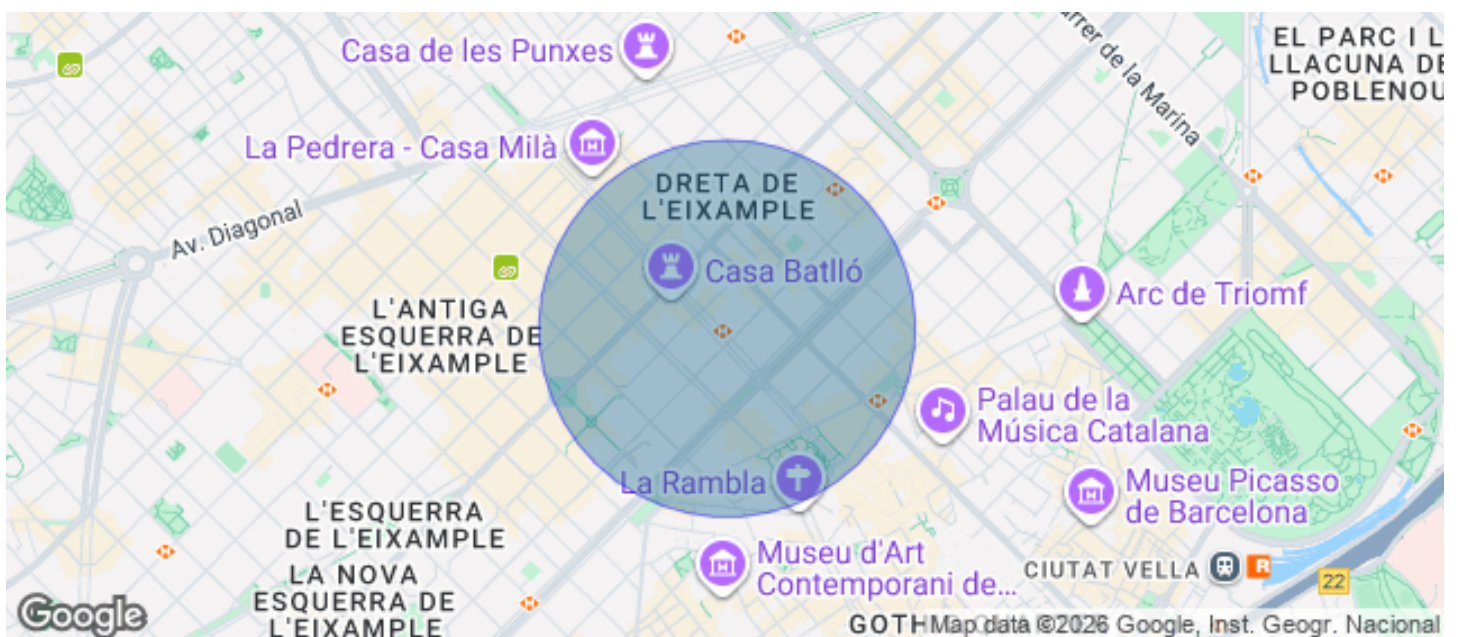 Casa de les Punxes
EL PARC I L
LLACUNA DE
POBLENOU
rrer de la Marina
La Pedrera - Casa Milà
DRETA DE
L'EIXAMPLE
Av. Diagonal
Casa Batlló
Arc de Triomf
L'ANTIGA
ESQUERRA DE
L'EIXAMPLE
Palau de la
Música Catalana
La Rambla
Museu Picasso
de Barcelona
L'ESQUERRA
DE L'EIXAMPLE
Museu d'Art
Contemporani de...
CIUTAT VELLA
R
22
LA NOVA
ESQUERRA DE
L'EIXAMPLE
Google
GOTH
Map data ©2026 Google, Inst. Geogr. Nacional